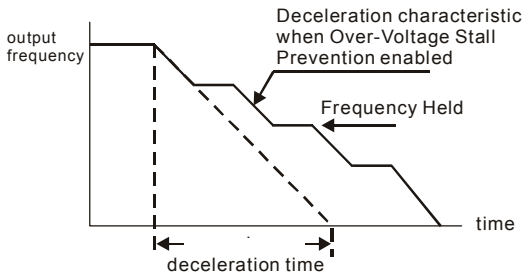 Deceleration characteristic
when Over-Voltage Stall
Prevention enabled
output
frequency
Frequency Held
time
deceleration time